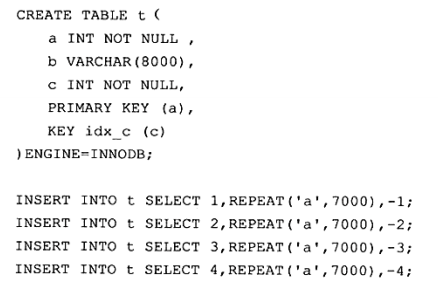 CREATE TABLE t (
a INT NOT NULL ,
b VARCHAR(8000),
c INT NOT NULL,
PRIMARY KEY (a),
KEY idx_c (c)
)ENGINE=INNODB;
INSERT INTO t SELECT 1,REPEAT('a',7000),-1;
INSERT INTO t SELECT 2,REPEAT('a',7000),-2;
INSERT INTO t SELECT 3,REPEAT('a',7000),-3;
INSERT INTO t SELECT 4,REPEAT('a',7000),-4;